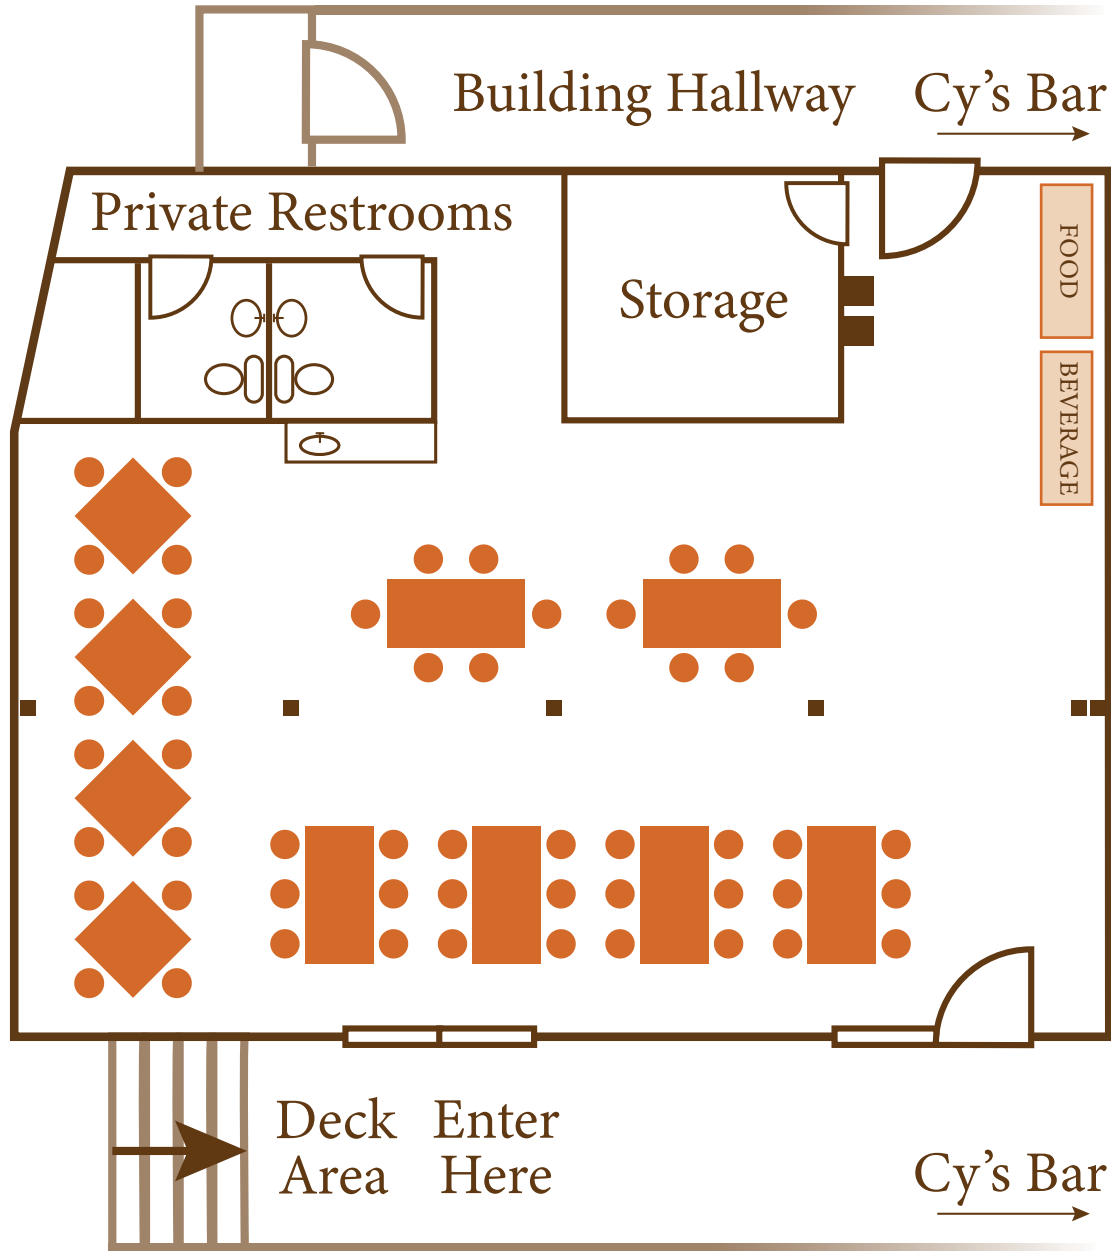 Building Hallway
Cy’s Bar
Private Restrooms
FOOD
Storage
BEVERAGE
Deck
Area
Enter
Here
Cy’s Bar